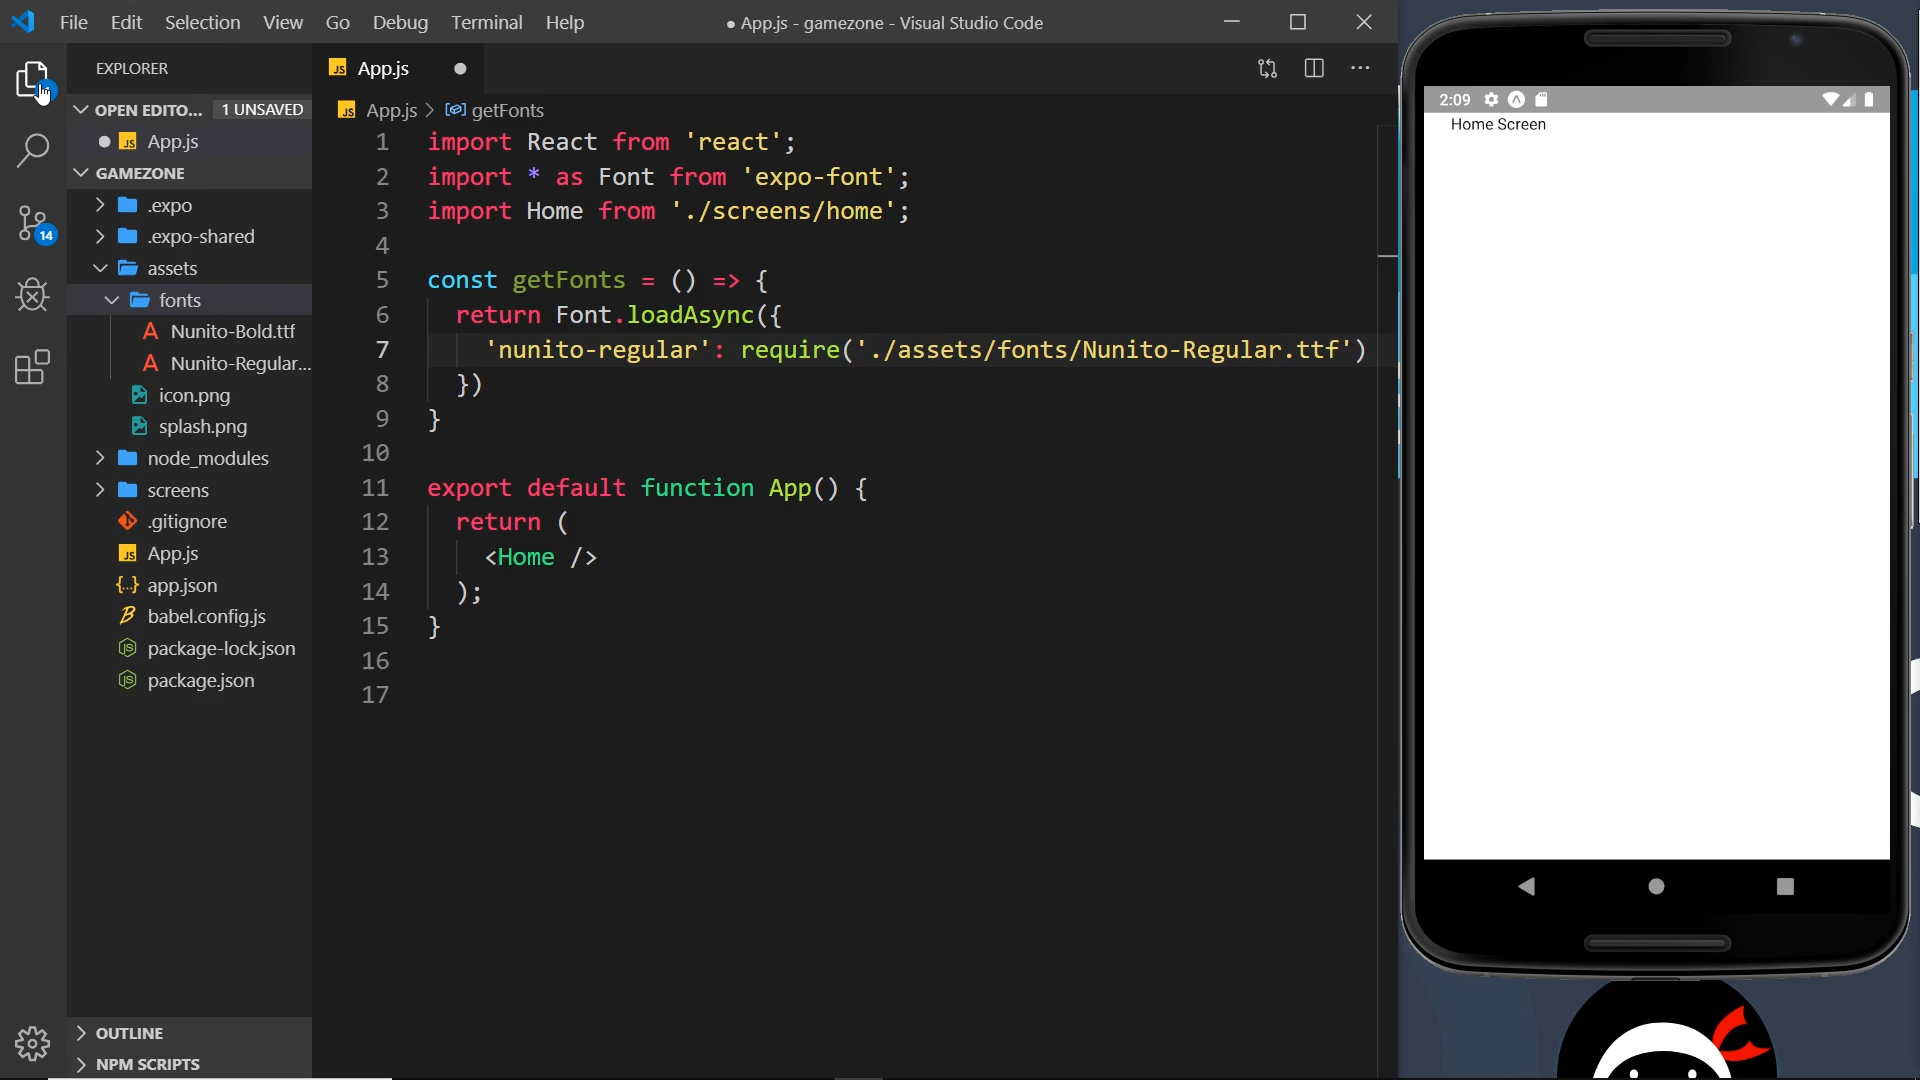 File Edit Selection View Go Debug Terminal Help
● App.js - gamezone - Visual Studio Code
EXPLORER
OPEN EDITO... 1 UNSAVED
JS App.js
GAMEZONE
.expo
.expo-shared
assets
fonts
Nunito-Bold.ttf
Nunito-Regular...
icon.png
splash.png
node_modules
screens
.gitignore
JS App.js
{..} app.json
babel.config.js
package-lock.json
package.json
OUTLINE
NPM SCRIPTS
14
JS App.js ●
JS App.js > getFonts
1 import React from 'react';
2 import * as Font from 'expo-font';
3 import Home from './screens/home';
4
5 const getFonts = () => {
6 return Font.loadAsync({
7 'nunito-regular': require('./assets/fonts/Nunito-Regular.ttf')
8 })
9 }
10
11 export default function App() {
12 return (
13 <Home />
14 );
15 }
16
17
2:09
Home Screen